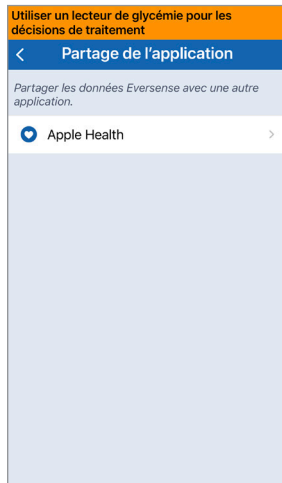 Utiliser un lecteur de glycémie pour les
décisions de traitement
Partage de l'application
Partager les données Eversense avec une autre
application.
Apple Health